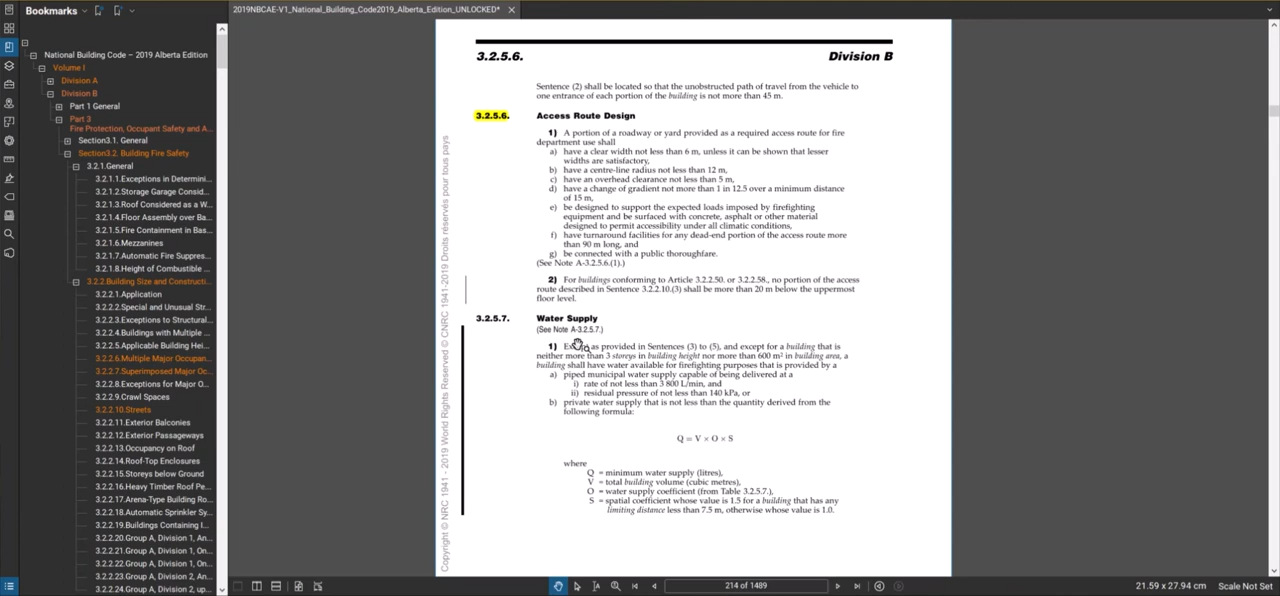 Bookmarks
2019NBCAE-V1_National_Building_Code2019_Alberta_Edition_UNLOCKED*
National Building Code – 2019 Alberta Edition
Volume I
Division A
Division B
Part 1 General
Part 3
Fire Protection, Occupant Safety and A...
Section3.1. General
Section3.2. Building Fire Safety
3.2.1.General
3.2.1.1.Exceptions in Determini...
3.2.1.2.Storage Garage Consid...
3.2.1.3.Roof Considered as a W...
3.2.1.4.Floor Assembly over Ba...
3.2.1.5.Fire Containment in Bas...
3.2.1.6.Mezzanines
3.2.1.7.Automatic Fire Suppres...
3.2.1.8.Height of Combustible ...
3.2.2.Building Size and Constructi...
3.2.2.1.Application
3.2.2.2.Special and Unusual Str...
3.2.2.3.Exceptions to Structural
3.2.2.4.Buildings with Multiple ...
3.2.2.5.Applicable Building Hei...
3.2.2.6.Multiple Major Occupan...
3.2.2.7.Superimposed Major Oc...
3.2.2.8.Exceptions for Major O...
3.2.2.9.Crawl Spaces
3.2.2.10.Streets
3.2.2.11.Exterior Balconies
3.2.2.12.Exterior Passageways
3.2.2.13.Occupancy on Roof
3.2.2.14.Roof-Top Enclosures
3.2.2.15.Storeys below Ground
3.2.2.16.Heavy Timber Roof Pe...
3.2.2.17.Arena-Type Building Ro...
3.2.2.18.Automatic Sprinkler Sy...
3.2.2.19.Buildings Containing I...
3.2.2.20.Group A, Division 1, An...
3.2.2.21.Group A, Division 1, On...
3.2.2.22.Group A, Division 1, On...
3.2.2.23.Group A, Division 2, An...
3.2.2.24.Group A, Division 2, up...
3.2.5.6. Division B
Sentence (2) shall be located so that the unobstructed path of travel from the vehicle to
one entrance of each portion of the building is not more than 45 m.
3.2.5.6. Access Route Design
1) A portion of a roadway or yard provided as a required access route for fire
department use shall
a) have a clear width not less than 6 m, unless it can be shown that lesser
widths are satisfactory,
b) have a centre-line radius not less than 12 m,
c) have an overhead clearance not less than 5 m,
d) have a change of gradient not more than 1 in 12.5 over a minimum distance
of 15 m,
e) be designed to support the expected loads imposed by firefighting
equipment and be surfaced with concrete, asphalt or other material
designed to permit accessibility under all climatic conditions,
f) have turnaround facilities for any dead-end portion of the access route more
than 90 m long, and
g) be connected with a public thoroughfare.
(See Note A-3.2.5.6.(1).)
2) For buildings conforming to Article 3.2.2.50. or 3.2.2.58., no portion of the access
route described in Sentence 3.2.2.10.(3) shall be more than 20 m below the uppermost
floor level.
3.2.5.7. Water Supply
(See Note A-3.2.5.7.)
1) as provided in Sentences (3) to (5), and except for a building that is
neither more than 3 storeys in building height nor more than 600 m² in building area, a
building shall have water available for firefighting purposes that is provided by a
a) piped municipal water supply capable of being delivered at a
i) rate of not less than 3 800 L/min, and
ii) residual pressure of not less than 140 kPa, or
b) private water supply that is not less than the quantity derived from the
following formula:
Q = V × O × S
where
Q = minimum water supply (litres),
V = total building volume (cubic metres),
O = water supply coefficient (from Table 3.2.5.7.),
S = spatial coefficient whose value is 1.5 for a building that has any
limiting distance less than 7.5 m, otherwise whose value is 1.0.
Copyright © NRC 1941 - 2019 World Rights Reserved © CNRC 1941-2019 Droits réservés pour tous pays
214 of 1489
21.59 x 27.94 cm Scale Not Set